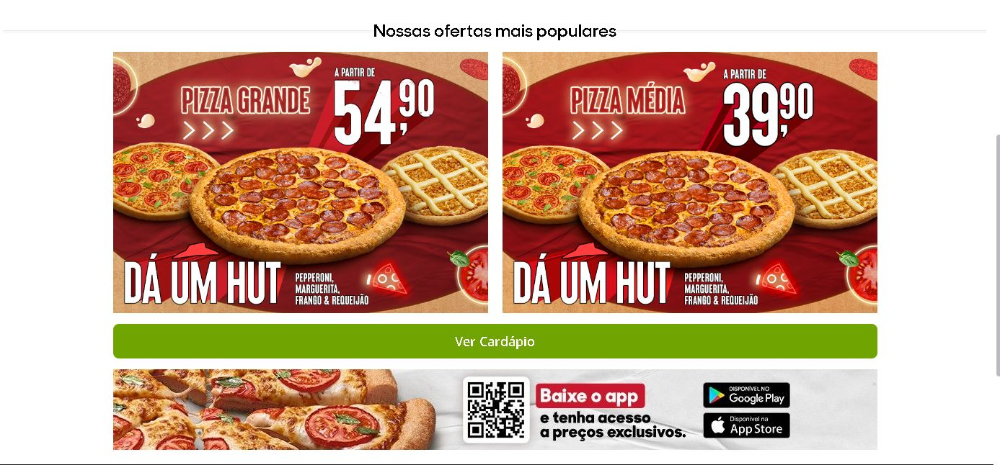 Nossas ofertas mais populares
PIZZA GRANDE
A PARTIR DE
54,90
DÁ UM HUT
PEPPERONI,
MARGUERITA,
FRANGO & REQUEIJÃO
PIZZA MÉDIA
A PARTIR DE
39,90
DÁ UM HUT
PEPPERONI,
MARGUERITA,
FRANGO & REQUEIJÃO
Ver Cardápio
Baixe o app
e tenha acesso
a preços exclusivos.
DISPONÍVEL NO
Google Play
Disponível na
App Store